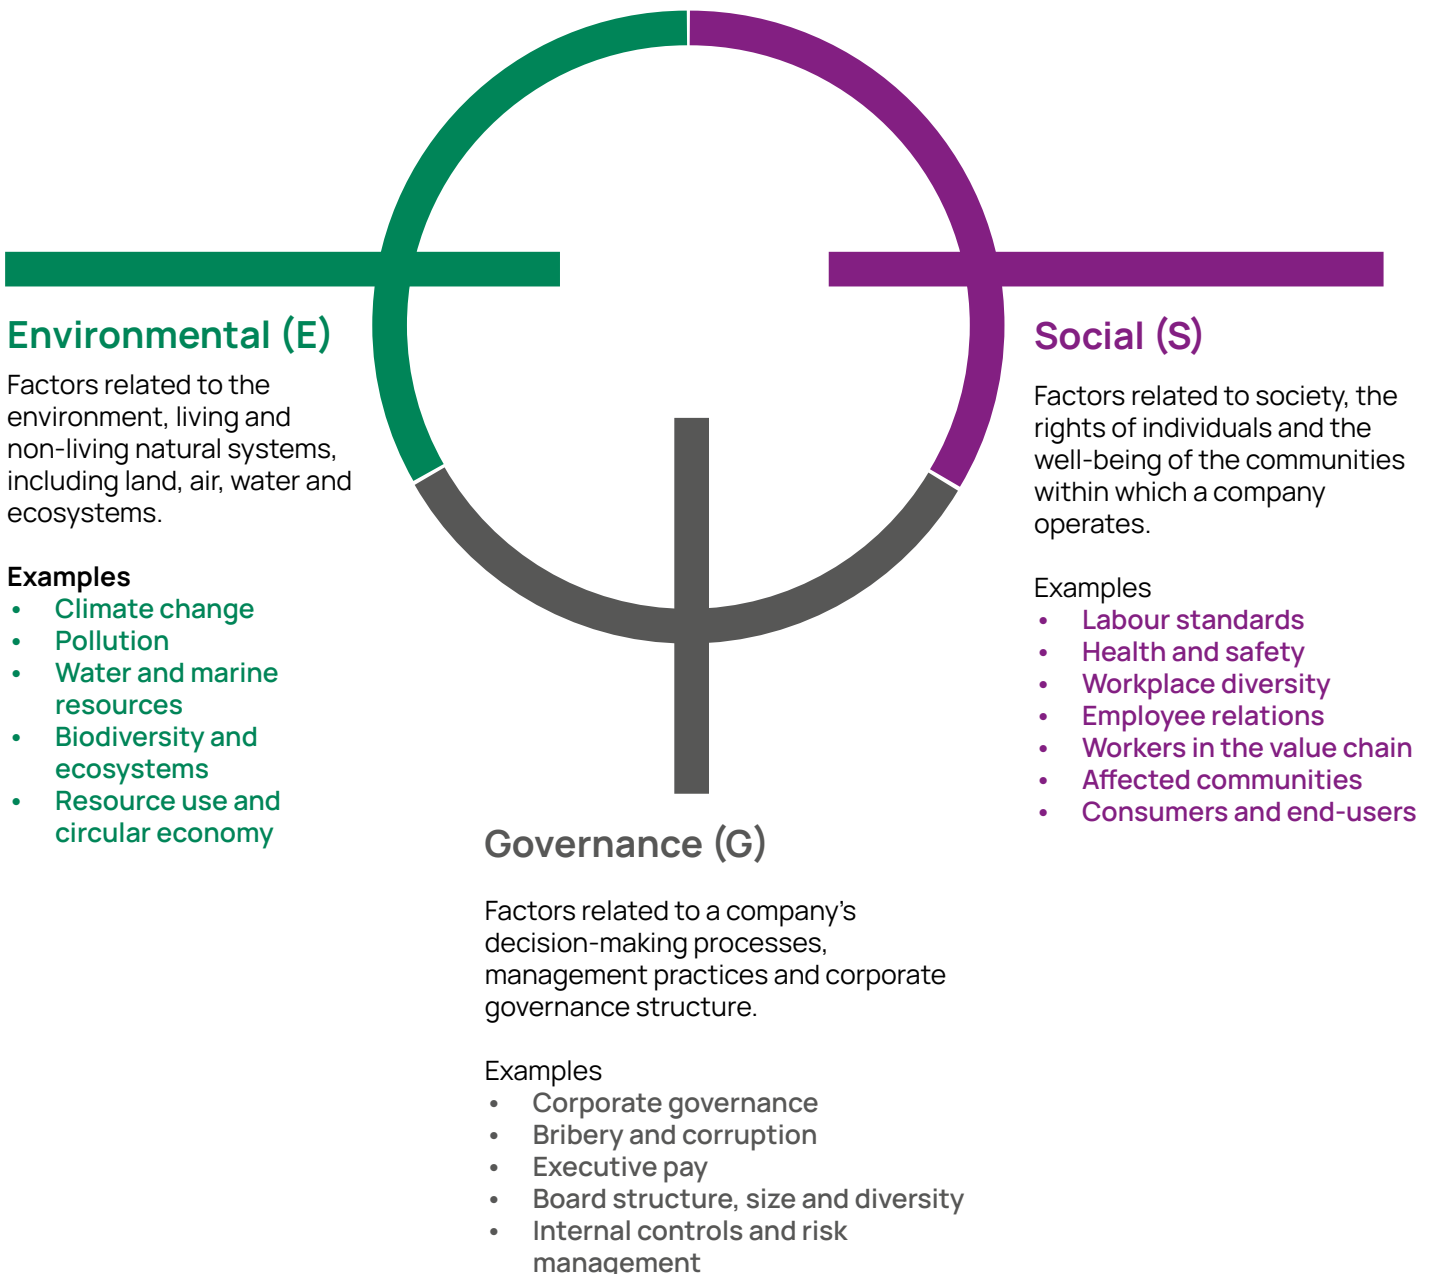 Environmental (E)
Factors related to the
environment, living and
non-living natural systems,
including land, air, water and
ecosystems.
Examples
• Climate change
• Pollution
• Water and marine
resources
• Biodiversity and
ecosystems
• Resource use and
circular economy
Social (S)
Factors related to society, the
rights of individuals and the
well-being of the communities
within which a company
operates.
Examples
• Labour standards
• Health and safety
• Workplace diversity
• Employee relations
• Workers in the value chain
• Affected communities
• Consumers and end-users
Governance (G)
Factors related to a company’s
decision-making processes,
management practices and corporate
governance structure.
Examples
• Corporate governance
• Bribery and corruption
• Executive pay
• Board structure, size and diversity
• Internal controls and risk
management